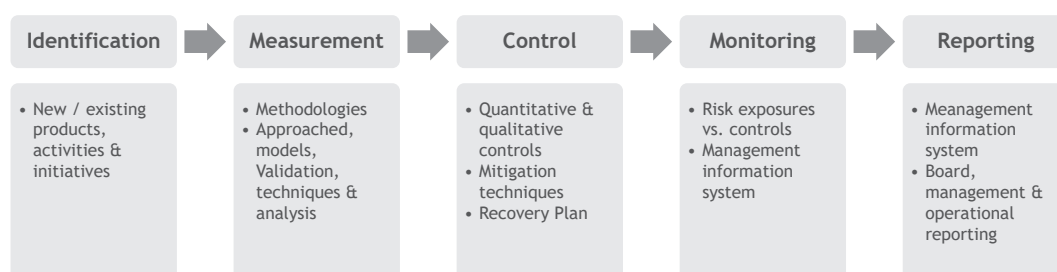 Identification
Measurement
Control
Monitoring
Reporting
• New / existing
products,
activities &
initiatives
• Methodologies
• Approached,
models,
Validation,
techniques &
analysis
• Quantitative &
qualitative
controls
• Mitigation
techniques
• Recovery Plan
• Risk exposures
vs. controls
• Management
information
system
• Meanagement
information
system
• Board,
management &
operational
reporting